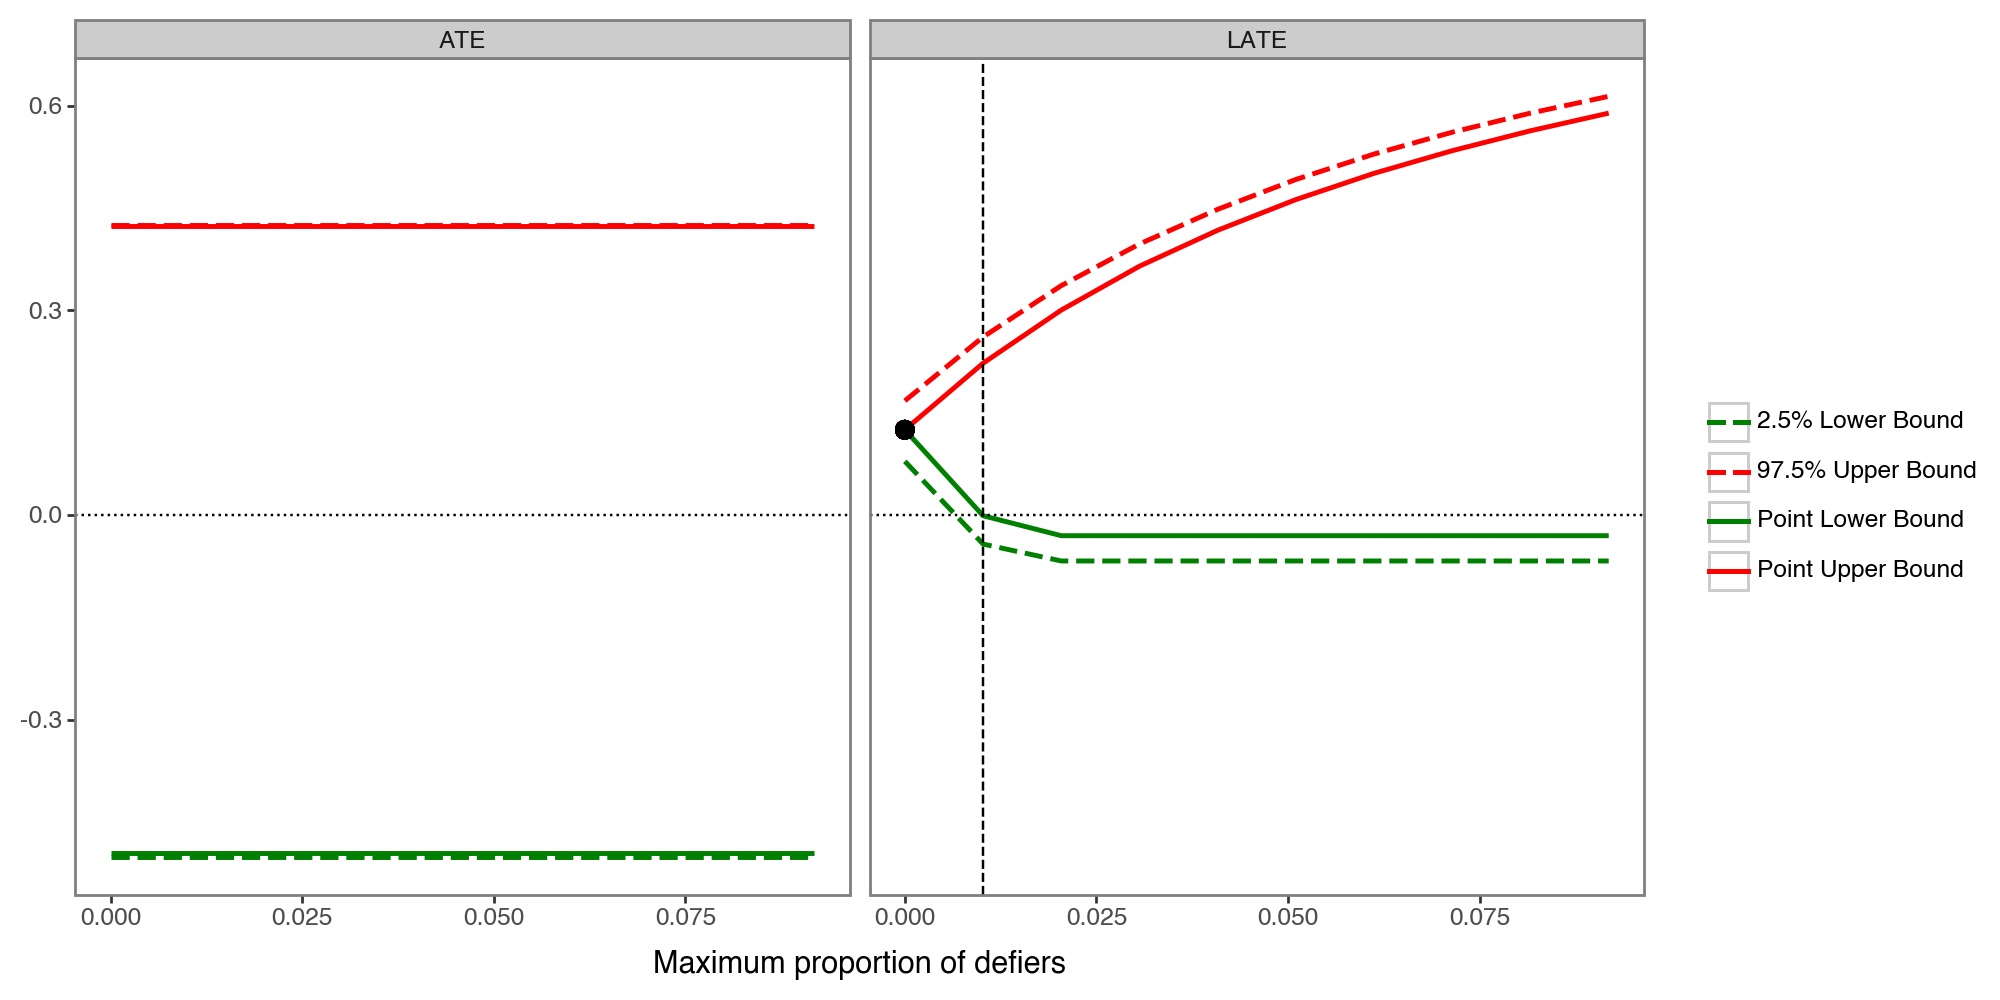 ATE
LATE
0.6
0.3
0.0
-0.3
0.000 0.025 0.050 0.075
0.000 0.025 0.050 0.075
Maximum proportion of defiers
2.5% Lower Bound
97.5% Upper Bound
Point Lower Bound
Point Upper Bound